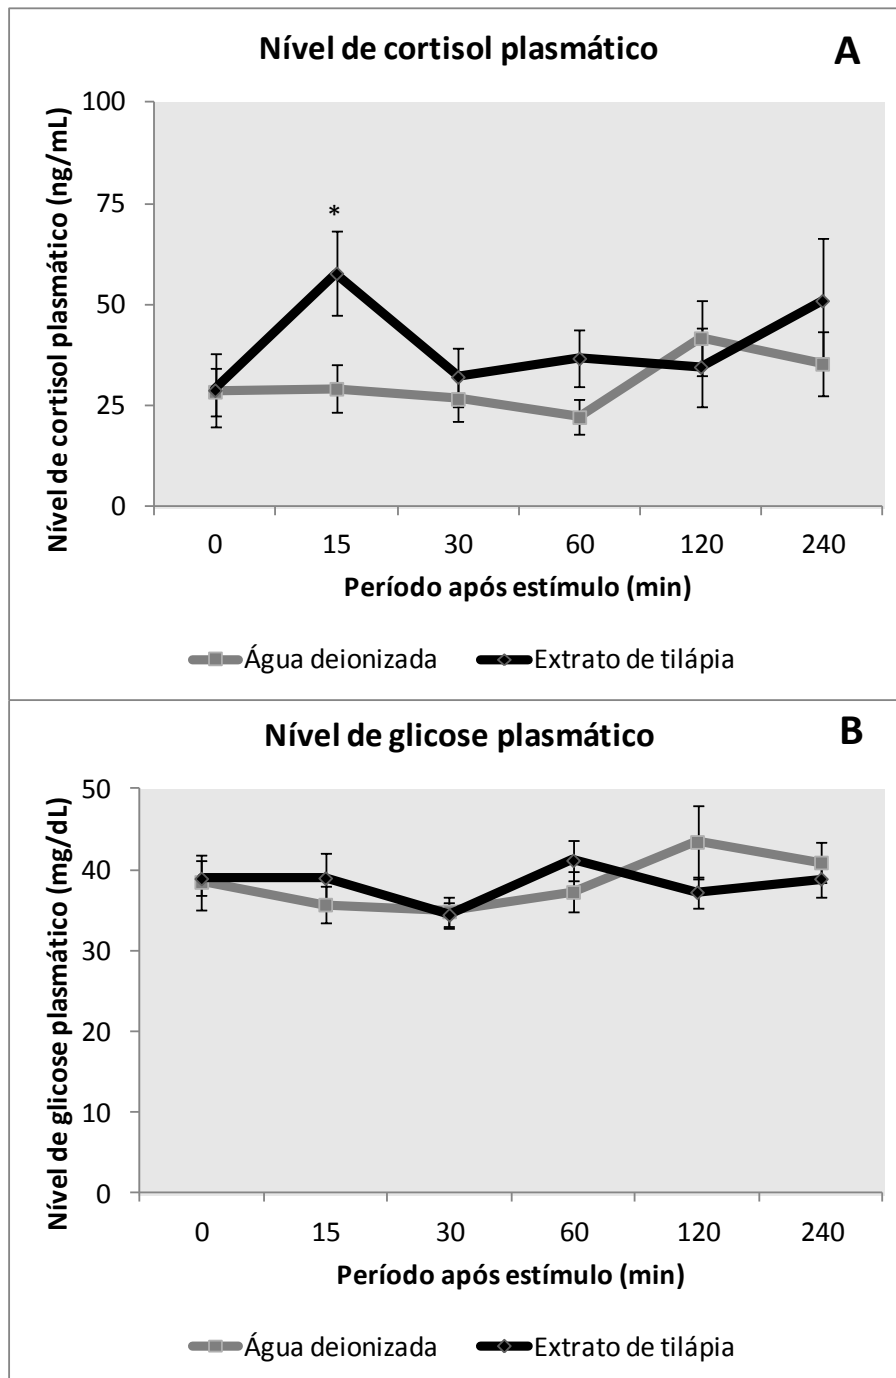 Nível de cortisol plasmático
A
Nível de cortisol plasmático (ng/mL)
100
75
50
25
0
*
0 15 30 60 120 240
Período após estímulo (min)
Água deionizada Extrato de tilápia
Nível de glicose plasmático
B
Nível de glicose plasmático (mg/dL)
50
40
30
20
10
0
0 15 30 60 120 240
Período após estímulo (min)
Água deionizada Extrato de tilápia